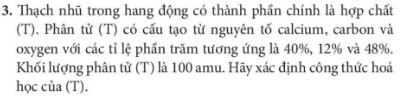 3. Thạch nhũ trong hang động có thành phần chính là hợp chất
(T). Phân tử (T) có cấu tạo từ nguyên tố calcium, carbon và
oxygen với các tỉ lệ phần trăm tương ứng là 40%, 12% và 48%.
Khối lượng phân tử (T) là 100 amu. Hãy xác định công thức hoá
học của (T).